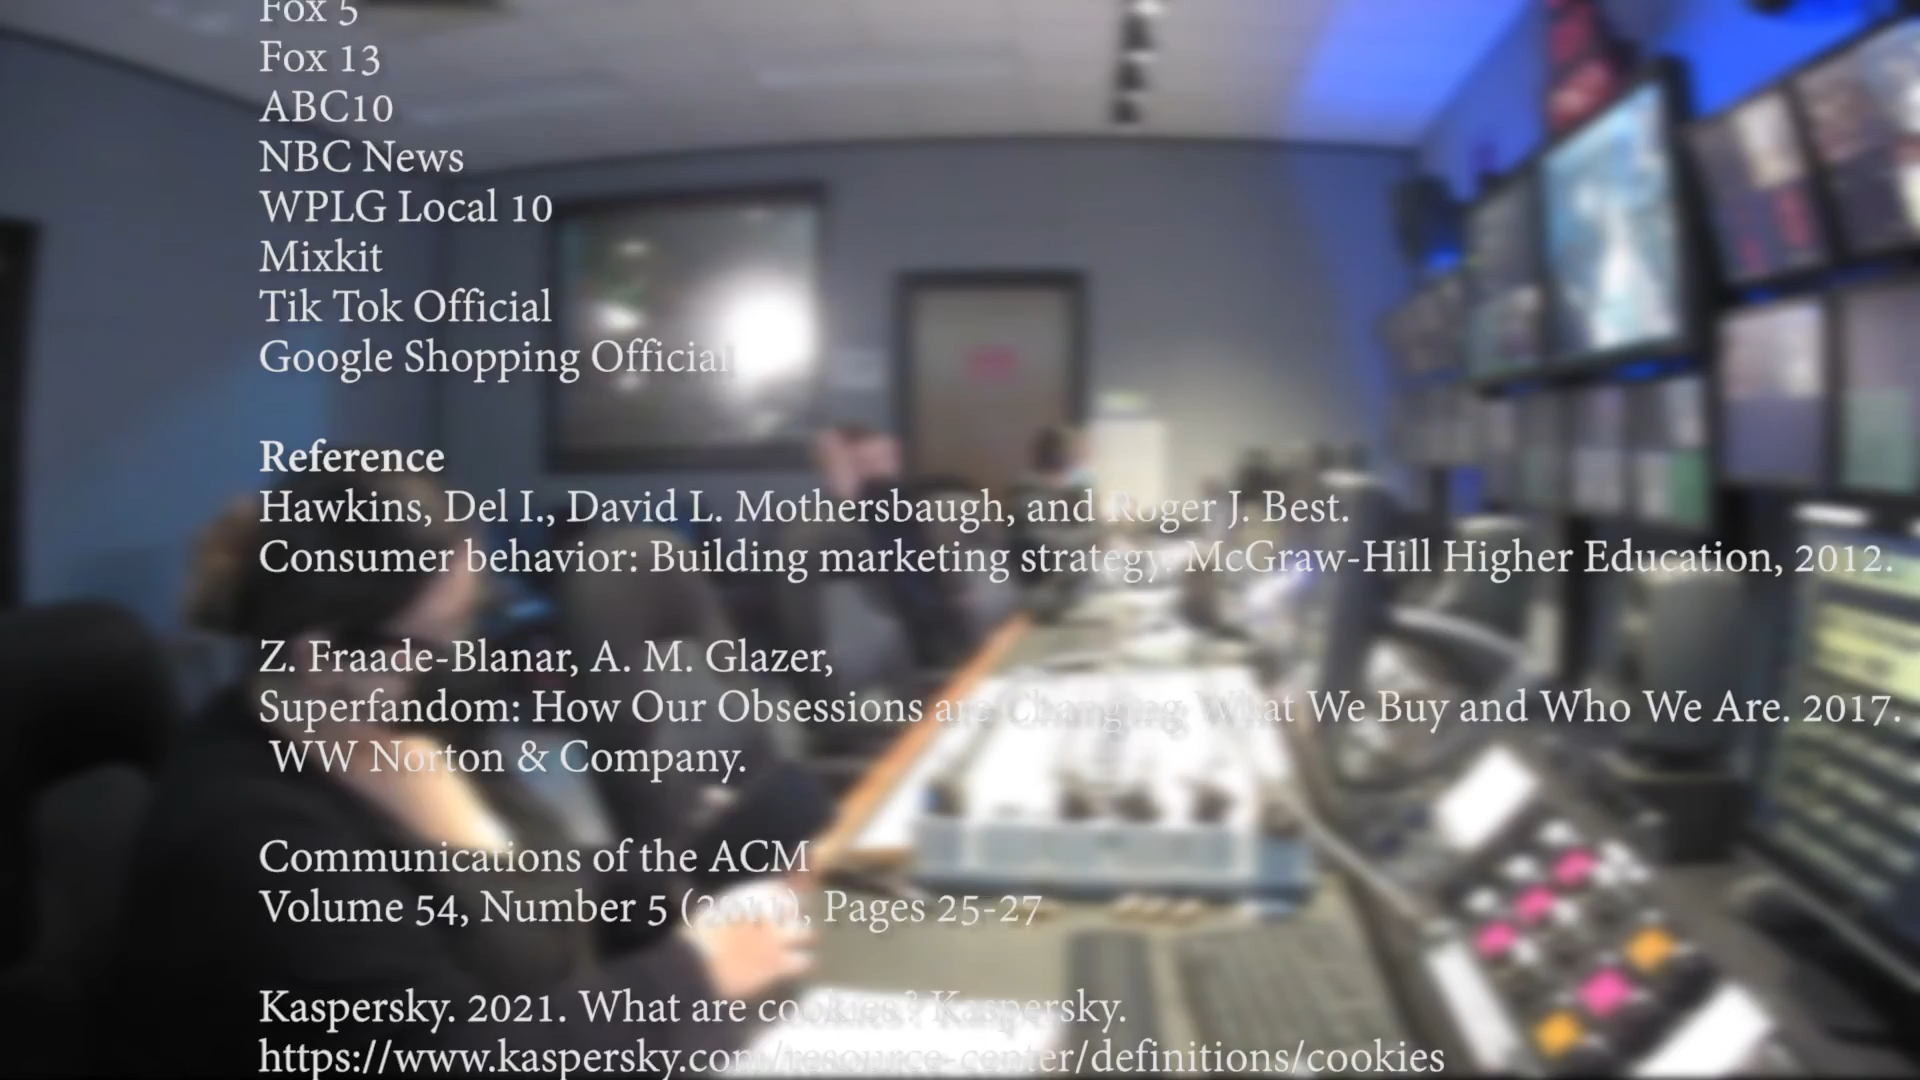 Fox 5
Fox 13
ABC10
NBC News
WPLG Local 10
Mixkit
Tik Tok Official
Google Shopping Official
Reference
Hawkins, Del I., David L. Mothersbaugh, and Roger J. Best.
Consumer behavior: Building marketing strategy. McGraw-Hill Higher Education, 2012.
Z. Fraade-Blanar, A. M. Glazer,
Superfandom: How Our Obsessions are Changing What We Buy and Who We Are. 2017.
WW Norton & Company.
Communications of the ACM
Volume 54, Number 5 (2011), Pages 25-27
Kaspersky. 2021. What are cookies? Kaspersky.
https://www.kaspersky.com/resource-center/definitions/cookies